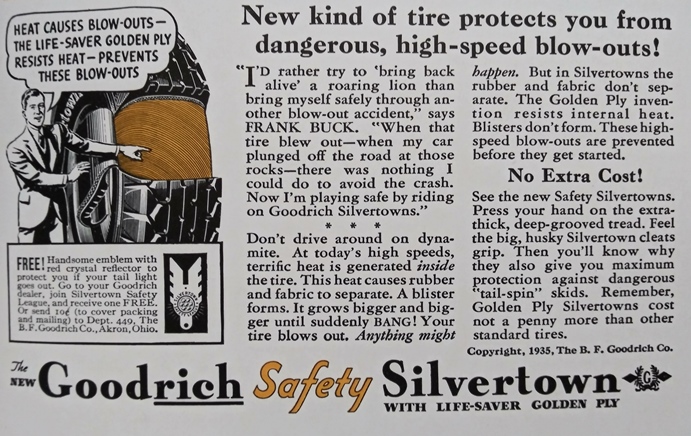 HEAT CAUSES BLOW-OUTS—
THE LIFE-SAVER GOLDEN PLY
RESISTS HEAT—PREVENTS
THESE BLOW-OUTS
FREE! Handsome emblem with
red crystal reflector to
protect you if your tail light
goes out. Go to your Goodrich
dealer, join Silvertown Safety
League, and receive one FREE.
Or send 10¢ (to cover packing
and mailing) to Dept. 449, The
B.F.Goodrich Co., Akron, Ohio.
New kind of tire protects you from
dangerous, high-speed blow-outs!
"I'D rather try to 'bring back
alive' a roaring lion than
bring myself safely through an-
other blow-out accident," says
FRANK BUCK. "When that
tire blew out—when my car
plunged off the road at those
rocks—there was nothing I
could do to avoid the crash.
Now I'm playing safe by riding
on Goodrich Silvertowns."
* * *
Don't drive around on dyna-
mite. At today's high speeds,
terrific heat is generated inside
the tire. This heat causes rubber
and fabric to separate. A blister
forms. It grows bigger and big-
ger until suddenly BANG! Your
tire blows out. Anything might
happen. But in Silvertowns the
rubber and fabric don't sep-
arate. The Golden Ply inven-
tion resists internal heat.
Blisters don't form. These high-
speed blow-outs are prevented
before they get started.
No Extra Cost!
See the new Safety Silvertowns.
Press your hand on the extra-
thick, deep-grooved tread. Feel
the big, husky Silvertown cleats
grip. Then you'll know why
they also give you maximum
protection against dangerous
"tail-spin" skids. Remember,
Golden Ply Silvertowns cost
not a penny more than other
standard tires.
Copyright, 1935, The B. F. Goodrich Co.
The NEW Goodrich Safety Silvertown
WITH LIFE-SAVER GOLDEN PLY